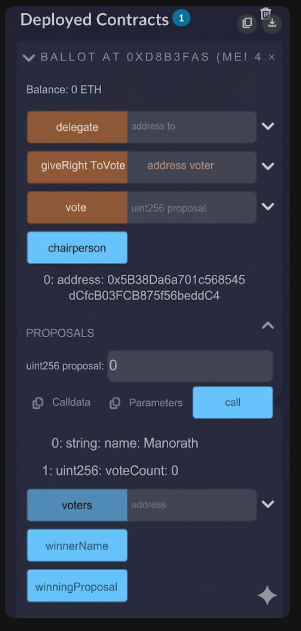 Deployed Contracts 1
BALLOT AT 0XD8B3FAS (ME! 4 ×
Balance: 0 ETH
delegate address to
giveRight ToVote address voter
vote uint256 proposal
chairperson
0: address: 0x5B38Da6a701c568545
dCfcB03FCB875f56beddC4
PROPOSALS
uint256 proposal: 0
Calldata Parameters call
0: string: name: Manorath
1: uint256: voteCount: 0
voters address
winnerName
winningProposal